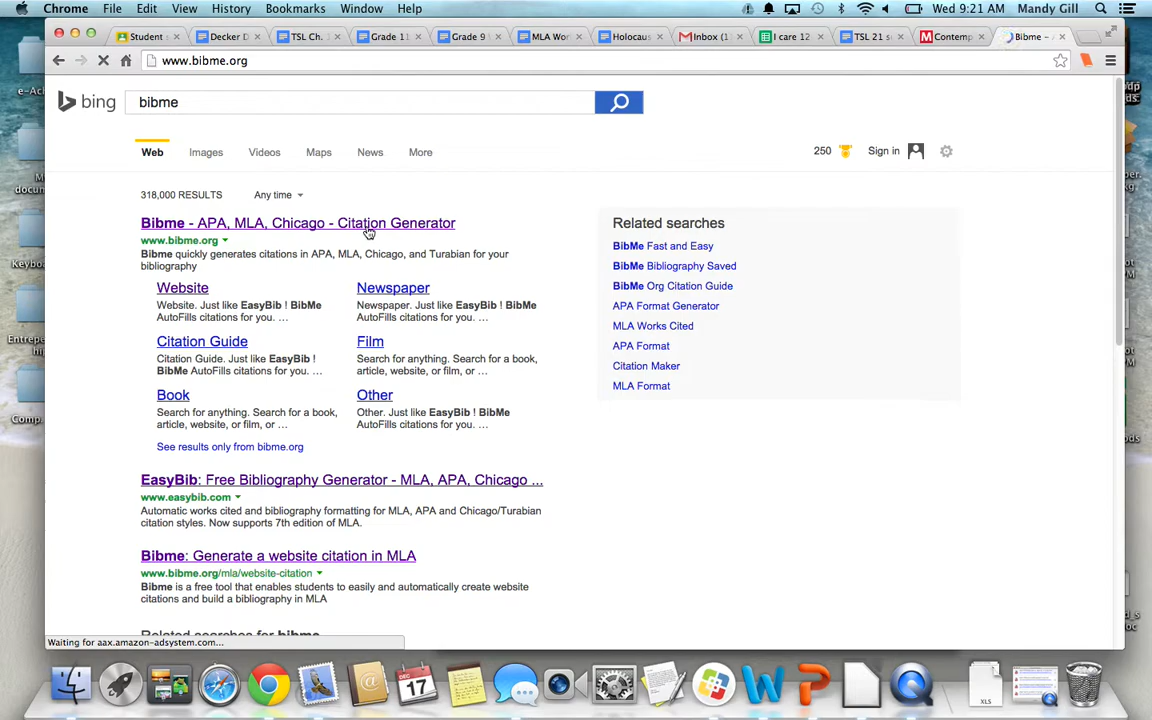 Chrome File Edit View History Bookmarks Window Help Wed 9:21 AM Mandy Gill
Student Decker D TSL Ch. Grade 11 Grade 9 MLA Wo Holocaus Inbox (1 I care 12 TSL 21 s Contemp Bibme –
www.bibme.org
bing bibme
Web Images Videos Maps News More 250 Sign in
318,000 RESULTS Any time
Bibme - APA, MLA, Chicago - Citation Generator
www.bibme.org
Bibme quickly generates citations in APA, MLA, Chicago, and Turabian for your
bibliography
Website
Website. Just like EasyBib ! BibMe
AutoFills citations for you. ...
Newspaper
Newspaper. Just like EasyBib ! BibMe
AutoFills citations for you. ...
Citation Guide
Citation Guide. Just like EasyBib !
BibMe AutoFills citations for you. ...
Film
Search for anything. Search for a book,
article, website, or film, or ...
Book
Search for anything. Search for a book,
article, website, or film, or ...
Other
Other. Just like EasyBib ! BibMe
AutoFills citations for you. ...
See results only from bibme.org
EasyBib: Free Bibliography Generator - MLA, APA, Chicago ...
www.easybib.com
Automatic works cited and bibliography formatting for MLA, APA and Chicago/Turabian
citation styles. Now supports 7th edition of MLA.
Bibme: Generate a website citation in MLA
www.bibme.org/mla/website-citation
Bibme is a free tool that enables students to easily and automatically create website
citations and build a bibliography in MLA
Related searches for bibme
Related searches
BibMe Fast and Easy
BibMe Bibliography Saved
BibMe Org Citation Guide
APA Format Generator
MLA Works Cited
APA Format
Citation Maker
MLA Format
Waiting for aax.amazon-adsystem.com...
e-Ac
docum
Keybo
Entrepre
Comp.
DEC
17
XLS